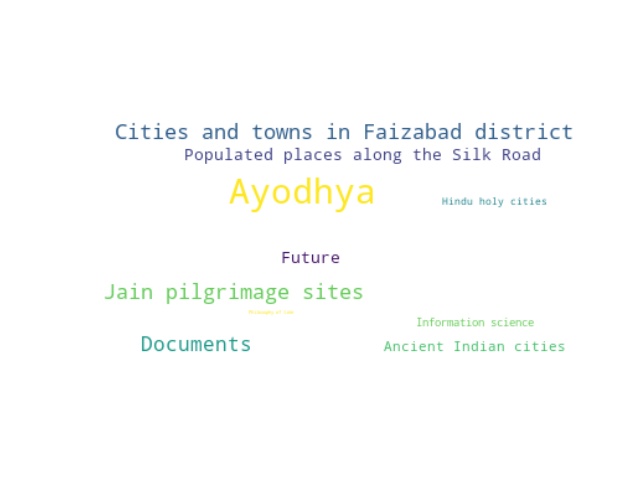 Cities and towns in Faizabad district
Populated places along the Silk Road
Ayodhya
Hindu holy cities
Future
Jain pilgrimage sites
Information science
Documents
Ancient Indian cities